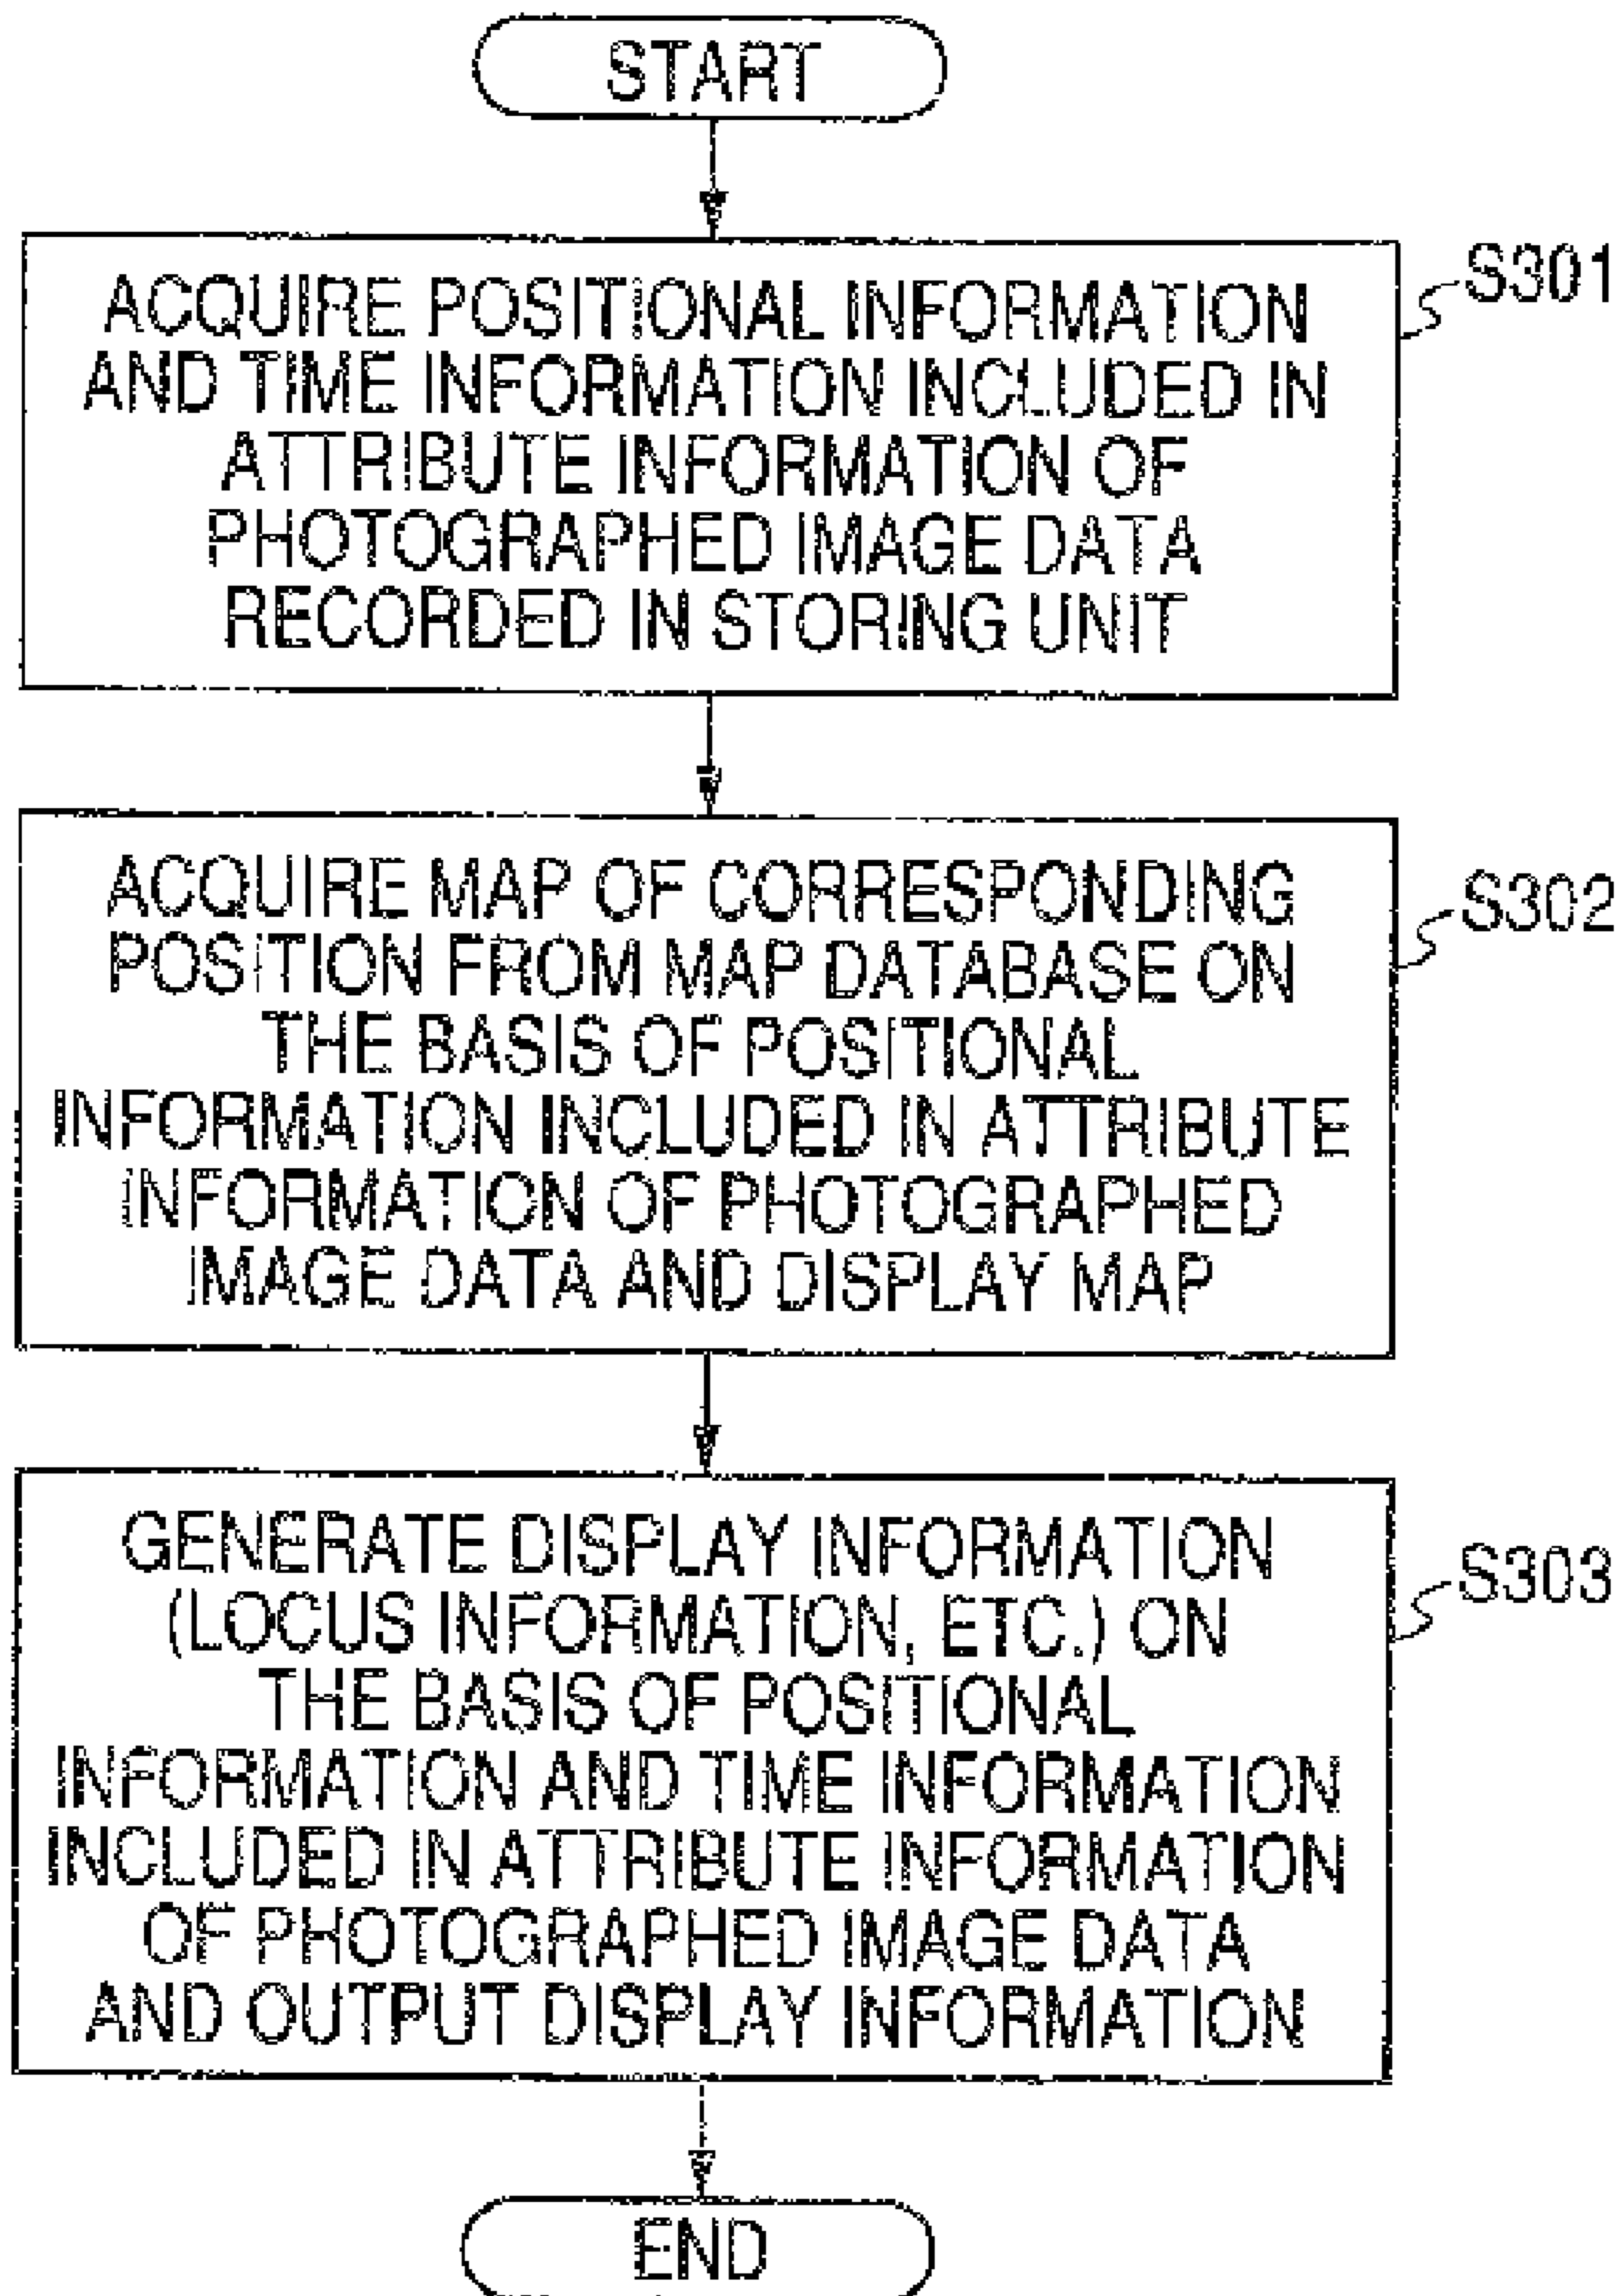 START
S301
ACQUIRE POSITIONAL INFORMATION
AND TIME INFORMATION INCLUDED IN
ATTRIBUTE INFORMATION OF
PHOTOGRAPHED IMAGE DATA
RECORDED IN STORING UNIT
S302
ACQUIRE MAP OF CORRESPONDING
POSITION FROM MAP DATABASE ON
THE BASIS OF POSITIONAL
INFORMATION INCLUDED IN ATTRIBUTE
INFORMATION OF PHOTOGRAPHED
IMAGE DATA AND DISPLAY MAP
S303
GENERATE DISPLAY INFORMATION
(LOCUS INFORMATION, ETC.) ON
THE BASIS OF POSITIONAL
INFORMATION AND TIME INFORMATION
INCLUDED IN ATTRIBUTE INFORMATION
OF PHOTOGRAPHED IMAGE DATA
AND OUTPUT DISPLAY INFORMATION
END